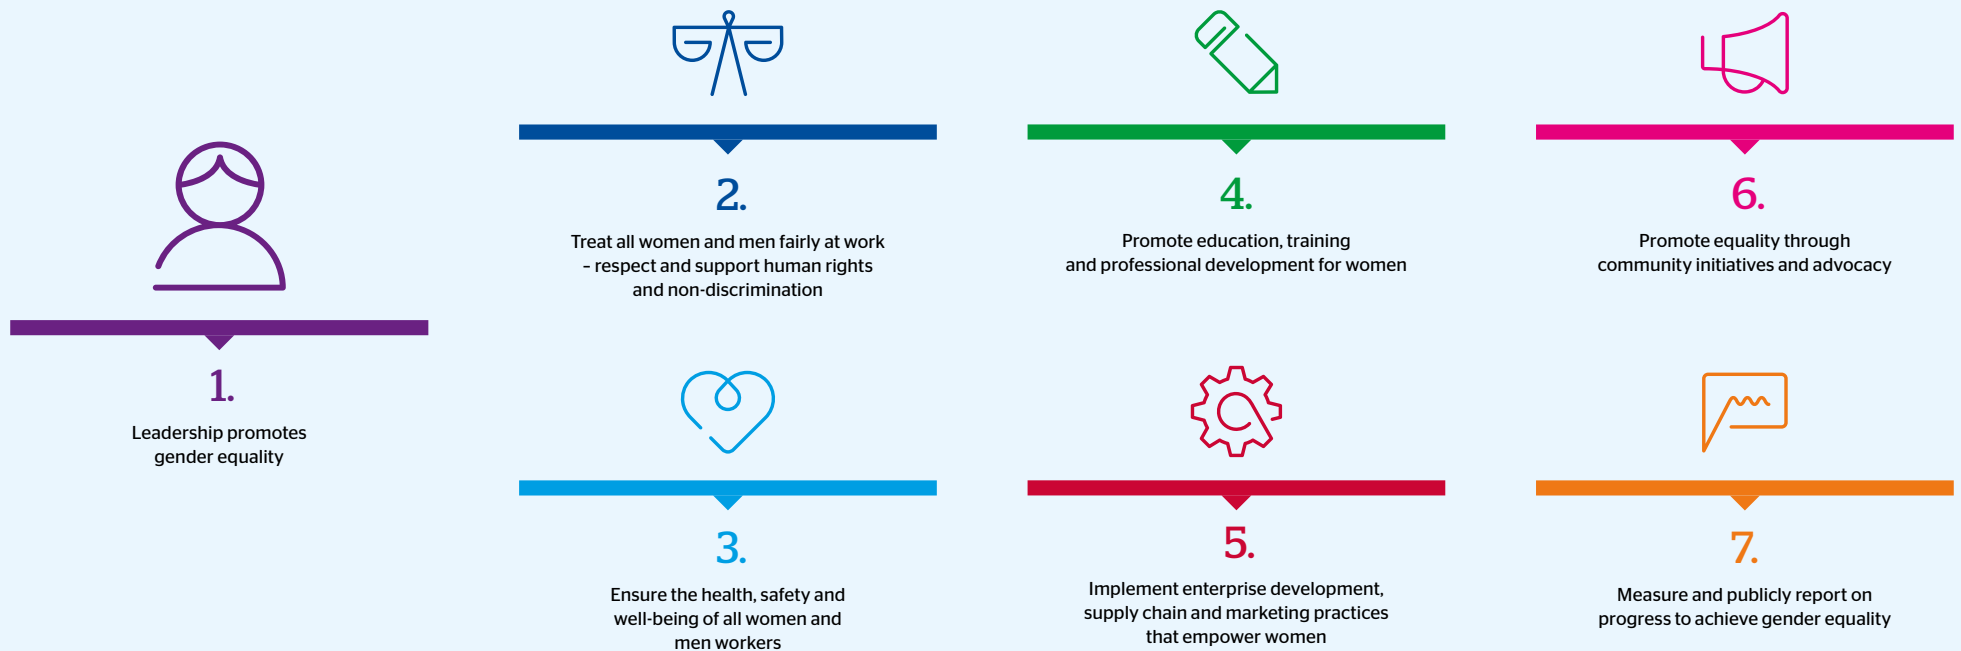 1.
Leadership promotes
gender equality
2.
Treat all women and men fairly at work
– respect and support human rights
and non-discrimination
3.
Ensure the health, safety and
well-being of all women and
men workers
4.
Promote education, training
and professional development for women
5.
Implement enterprise development,
supply chain and marketing practices
that empower women
6.
Promote equality through
community initiatives and advocacy
7.
Measure and publicly report on
progress to achieve gender equality